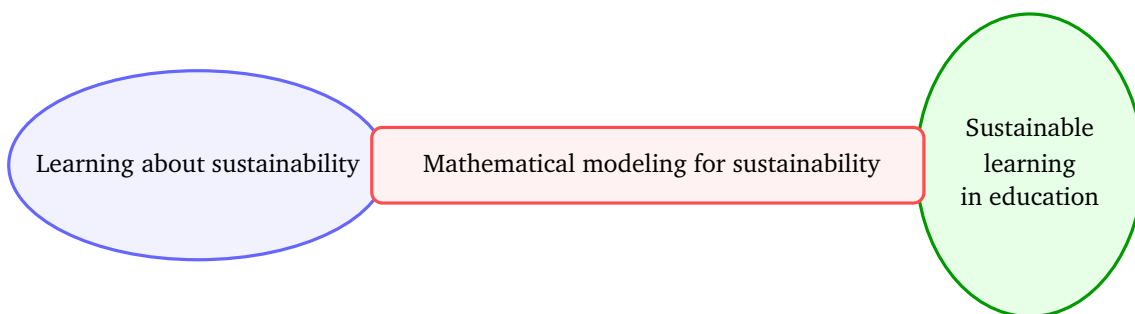 Learning about sustainability
Mathematical modeling for sustainability
Sustainable
learning
in education